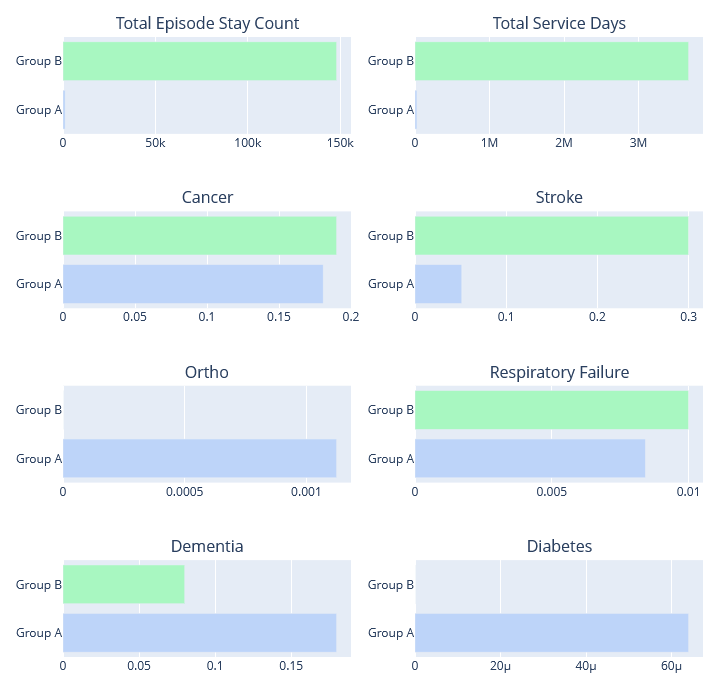 Total Episode Stay Count
Group B
Group A
0 50k 100k 150k
Total Service Days
Group B
Group A
0 1M 2M 3M
Cancer
Group B
Group A
0 0.05 0.1 0.15 0.2
Stroke
Group B
Group A
0 0.1 0.2 0.3
Ortho
Group B
Group A
0 0.0005 0.001
Respiratory Failure
Group B
Group A
0 0.005 0.01
Dementia
Group B
Group A
0 0.05 0.1 0.15
Diabetes
Group B
Group A
0 20μ 40μ 60μ